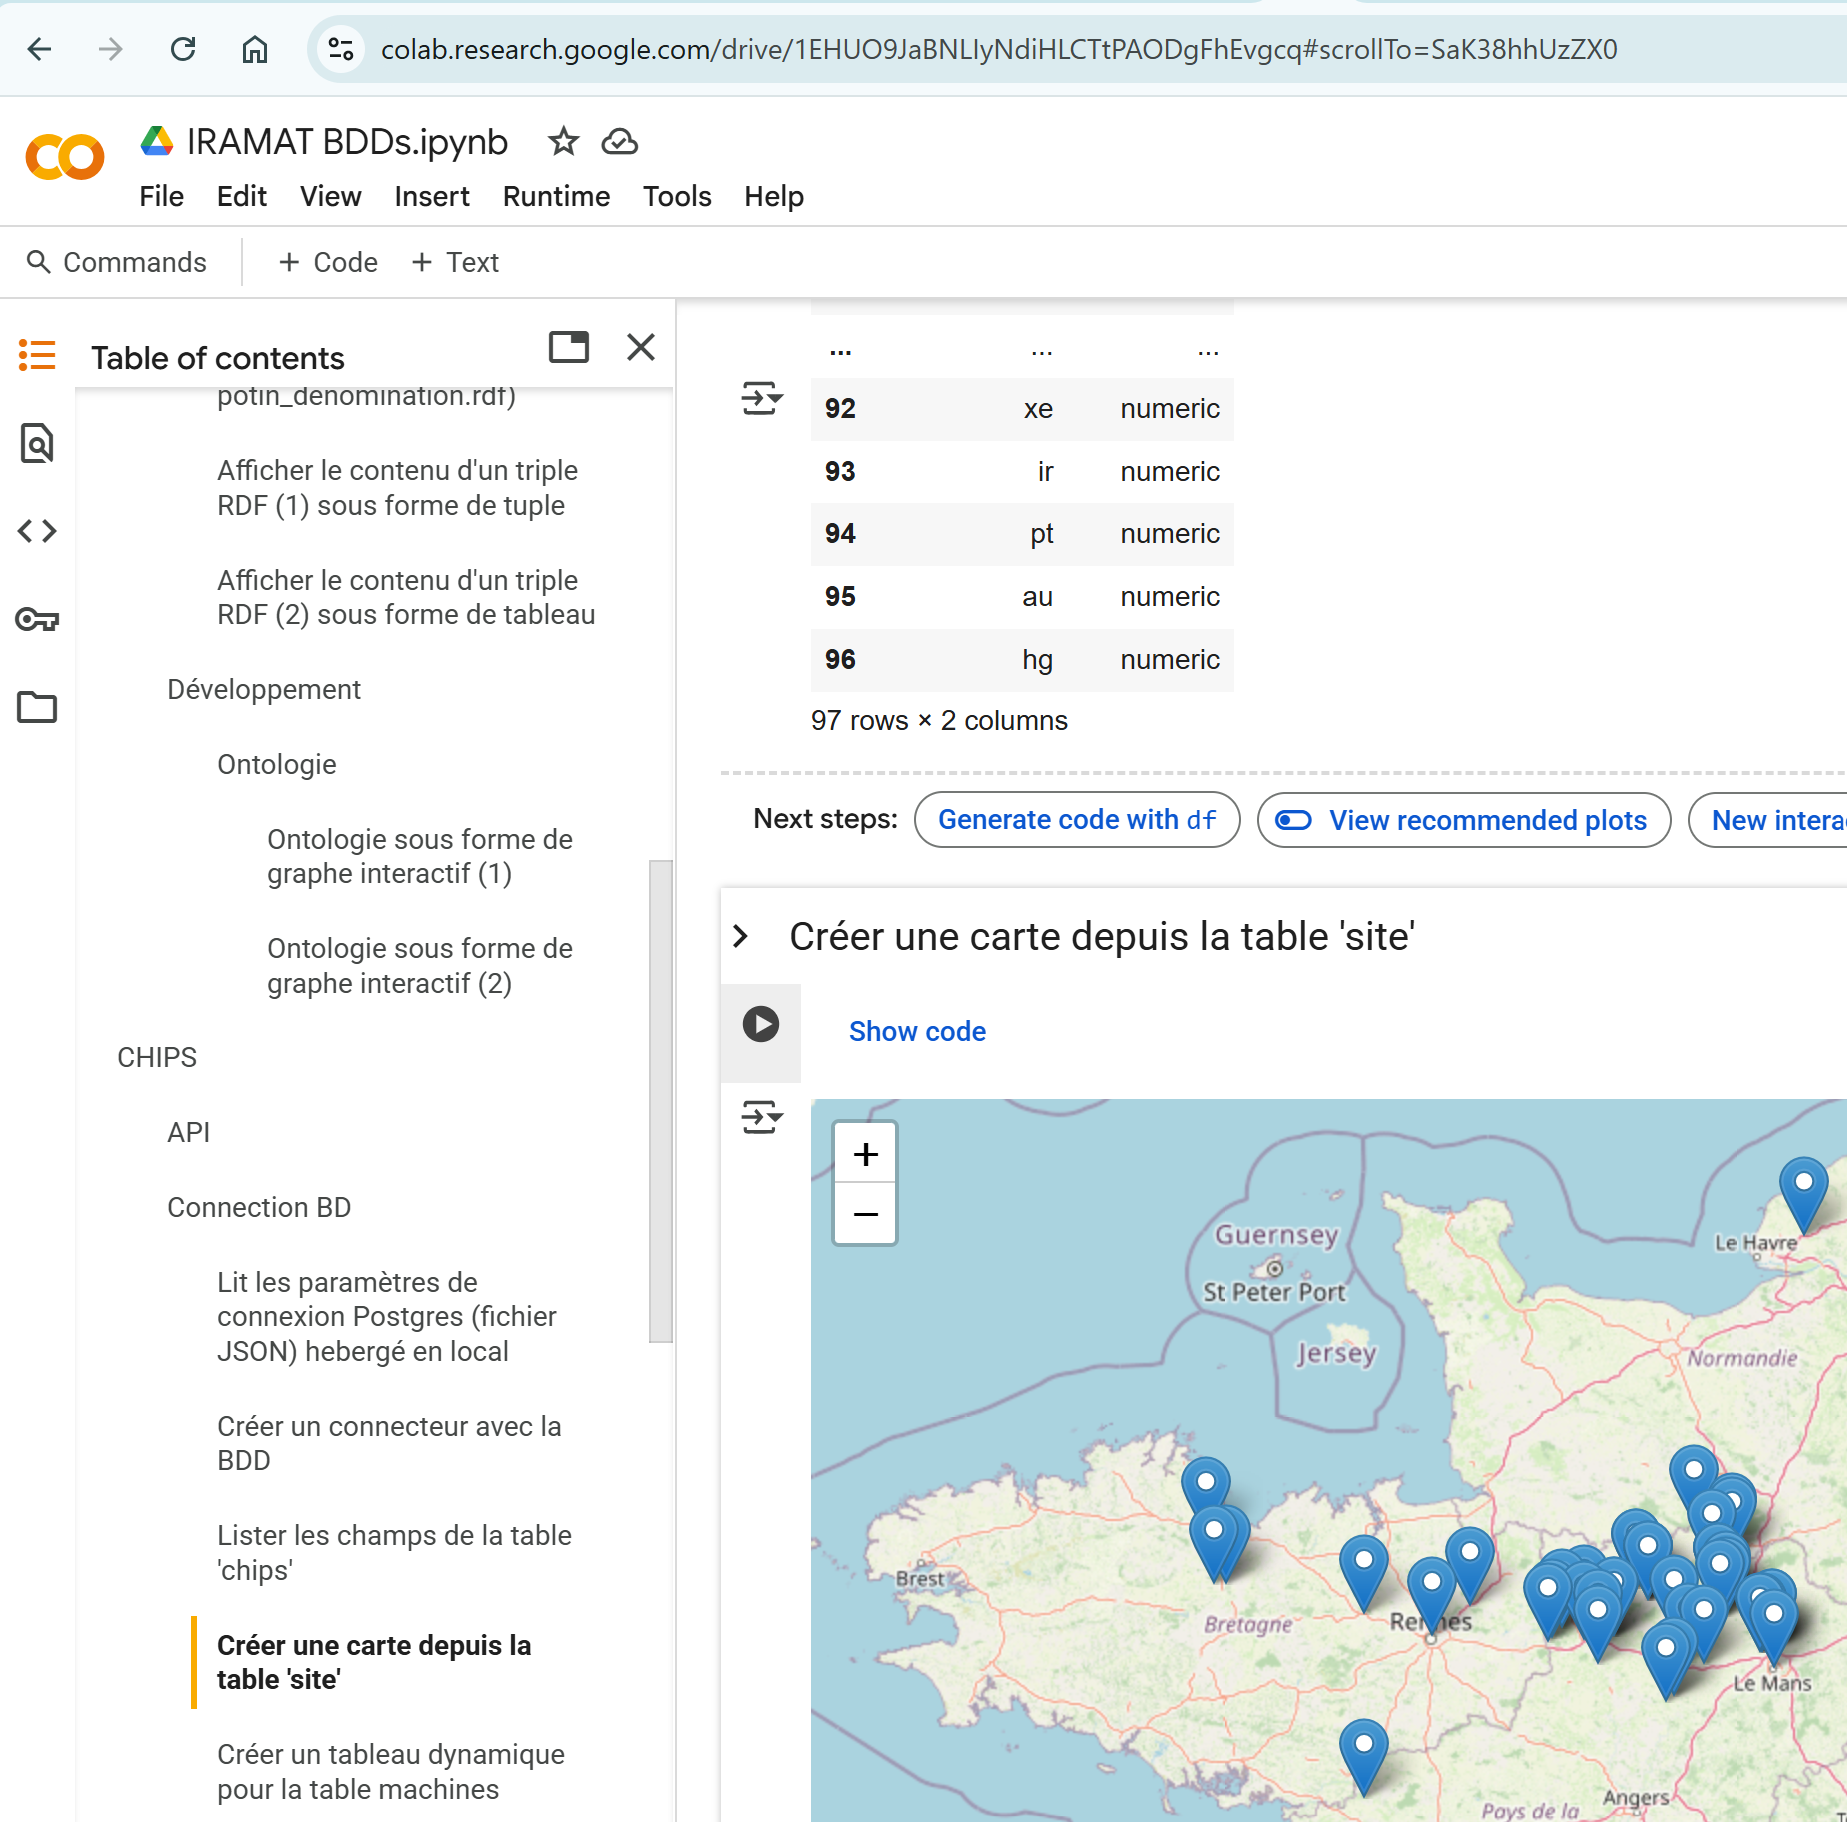 colab.research.google.com/drive/1EHUO9JaBNLIyNdiHLCTtPAODgFhEvgcq#scrollTo=SaK38hhUzZX0
IRAMAT BDDs.ipynb
File Edit View Insert Runtime Tools Help
Commands + Code + Text
Table of contents
potin_denomination.rdf)
Afficher le contenu d'un triple
RDF (1) sous forme de tuple
Afficher le contenu d'un triple
RDF (2) sous forme de tableau
Développement
Ontologie
Ontologie sous forme de
graphe interactif (1)
Ontologie sous forme de
graphe interactif (2)
CHIPS
API
Connection BD
Lit les paramètres de
connexion Postgres (fichier
JSON) hebergé en local
Créer un connecteur avec la
BDD
Lister les champs de la table
'chips'
Créer une carte depuis la
table 'site'
Créer un tableau dynamique
pour la table machines
... ... ...
92 xe numeric
93 ir numeric
94 pt numeric
95 au numeric
96 hg numeric
97 rows × 2 columns
Next steps: Generate code with df View recommended plots New intera
Créer une carte depuis la table 'site'
Show code
+
−
Guernsey
St Peter Port
Jersey
Le Havre
Normandie
Brest
Bretagne
Rennes
Le Mans
Angers
Pays de la